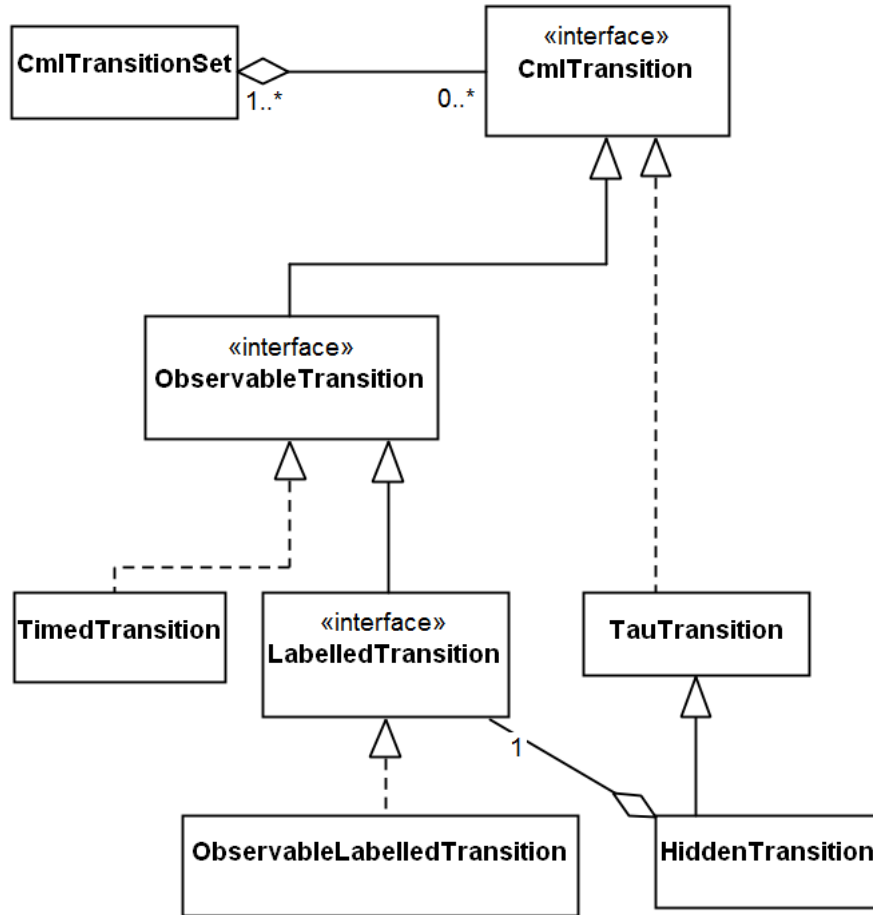 «interface»
CmlTransitionSet
CmlTransition
1..*
0..*
«interface»
ObservableTransition
TimedTransition
«interface»
LabelledTransition
TauTransition
1
ObservableLabelledTransition
HiddenTransition